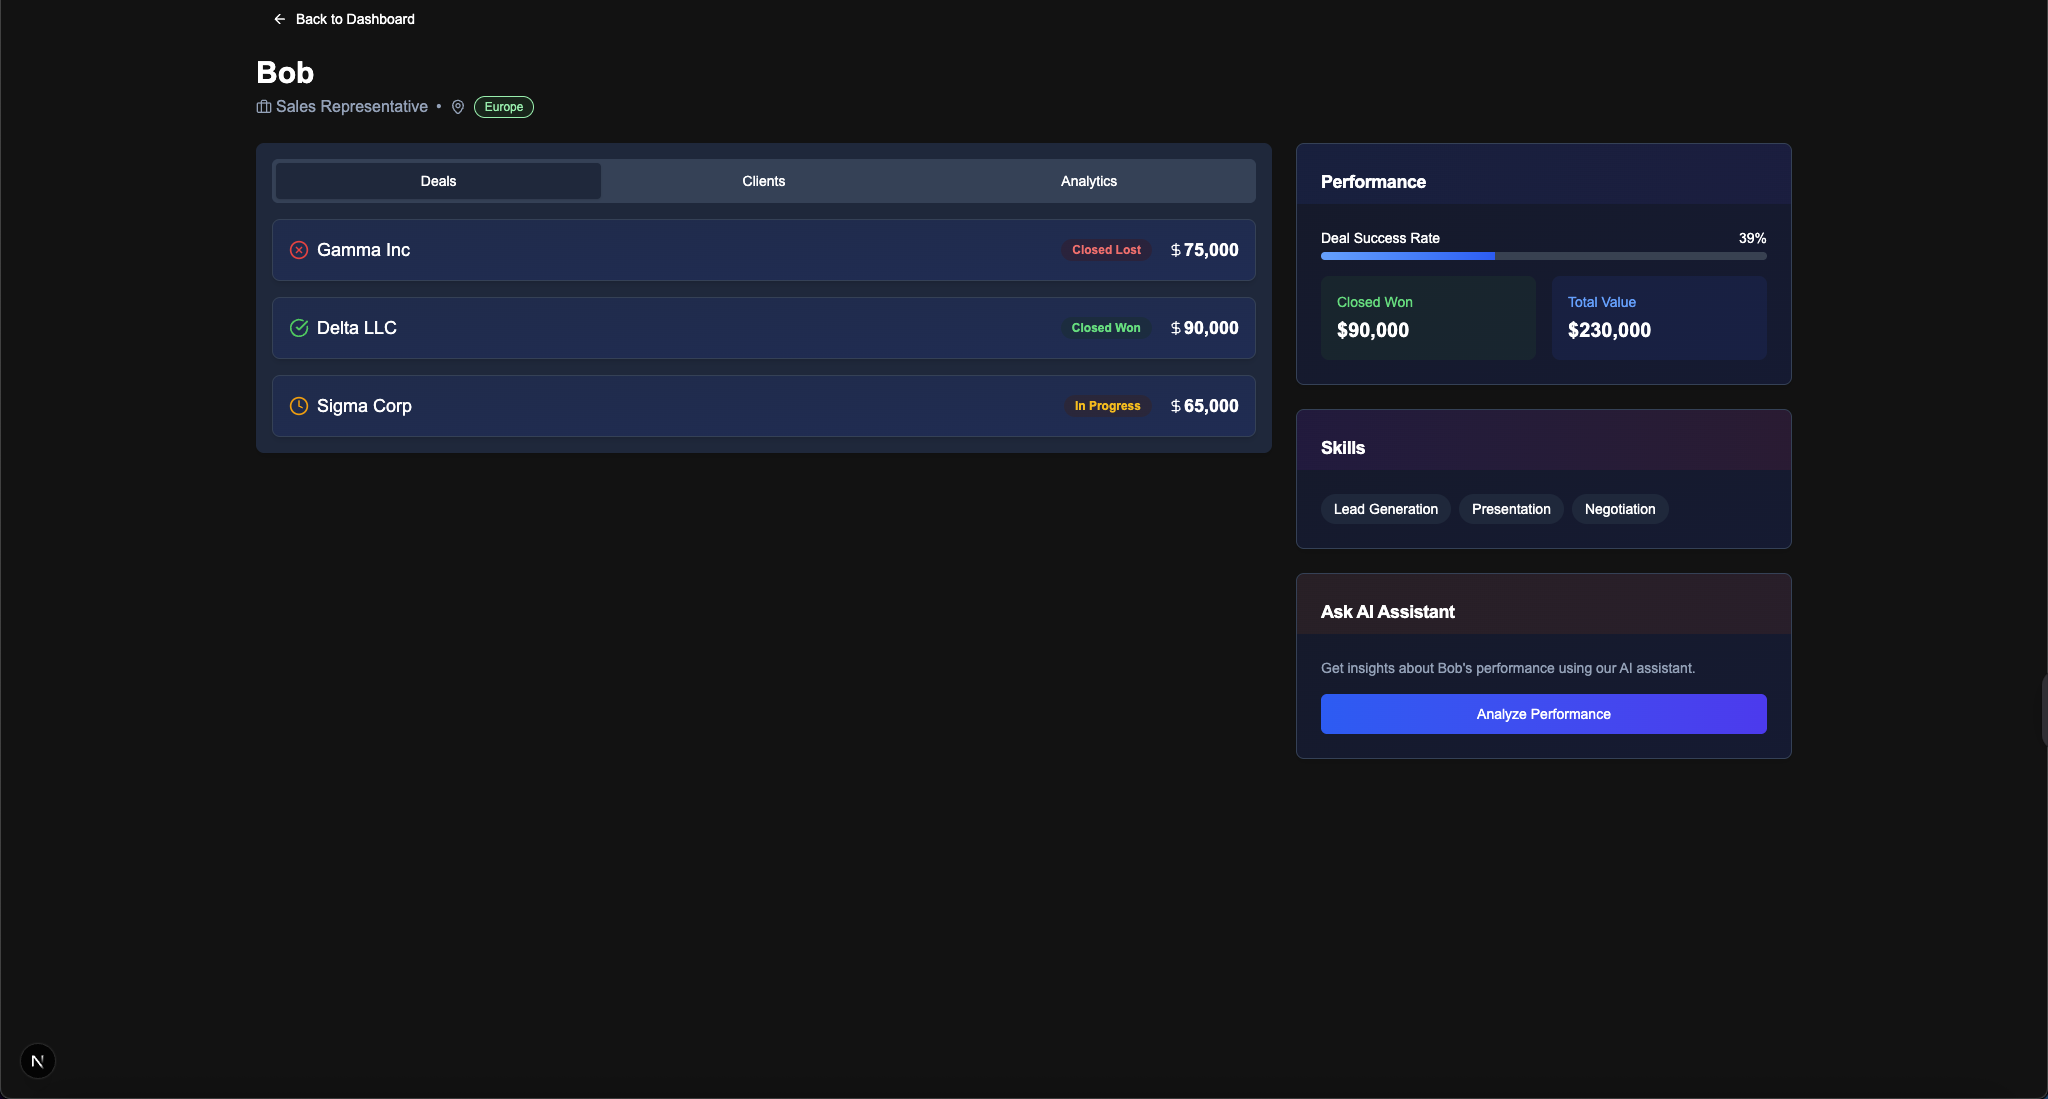 Back to Dashboard
Bob
Sales Representative • Europe
Deals Clients Analytics
Gamma Inc Closed Lost $75,000
Delta LLC Closed Won $90,000
Sigma Corp In Progress $65,000
Performance
Deal Success Rate 39%
Closed Won Total Value
$90,000 $230,000
Skills
Lead Generation Presentation Negotiation
Ask AI Assistant
Get insights about Bob's performance using our AI assistant.
Analyze Performance
N